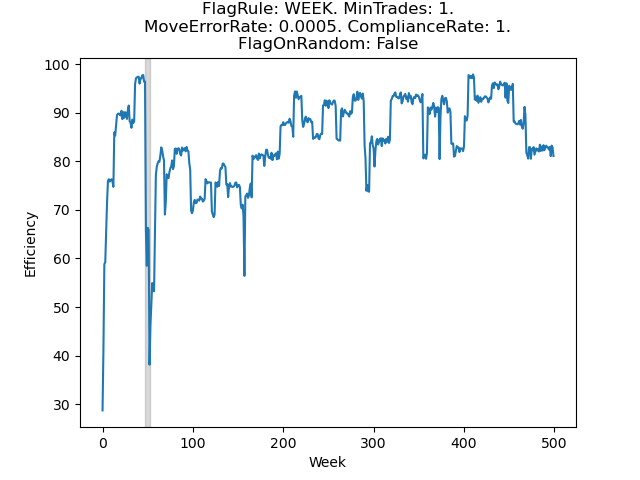 FlagRule: WEEK. MinTrades: 1.
MoveErrorRate: 0.0005. ComplianceRate: 1.
FlagOnRandom: False
100
90
80
70
60
50
40
30
Efficiency
0 100 200 300 400 500
Week